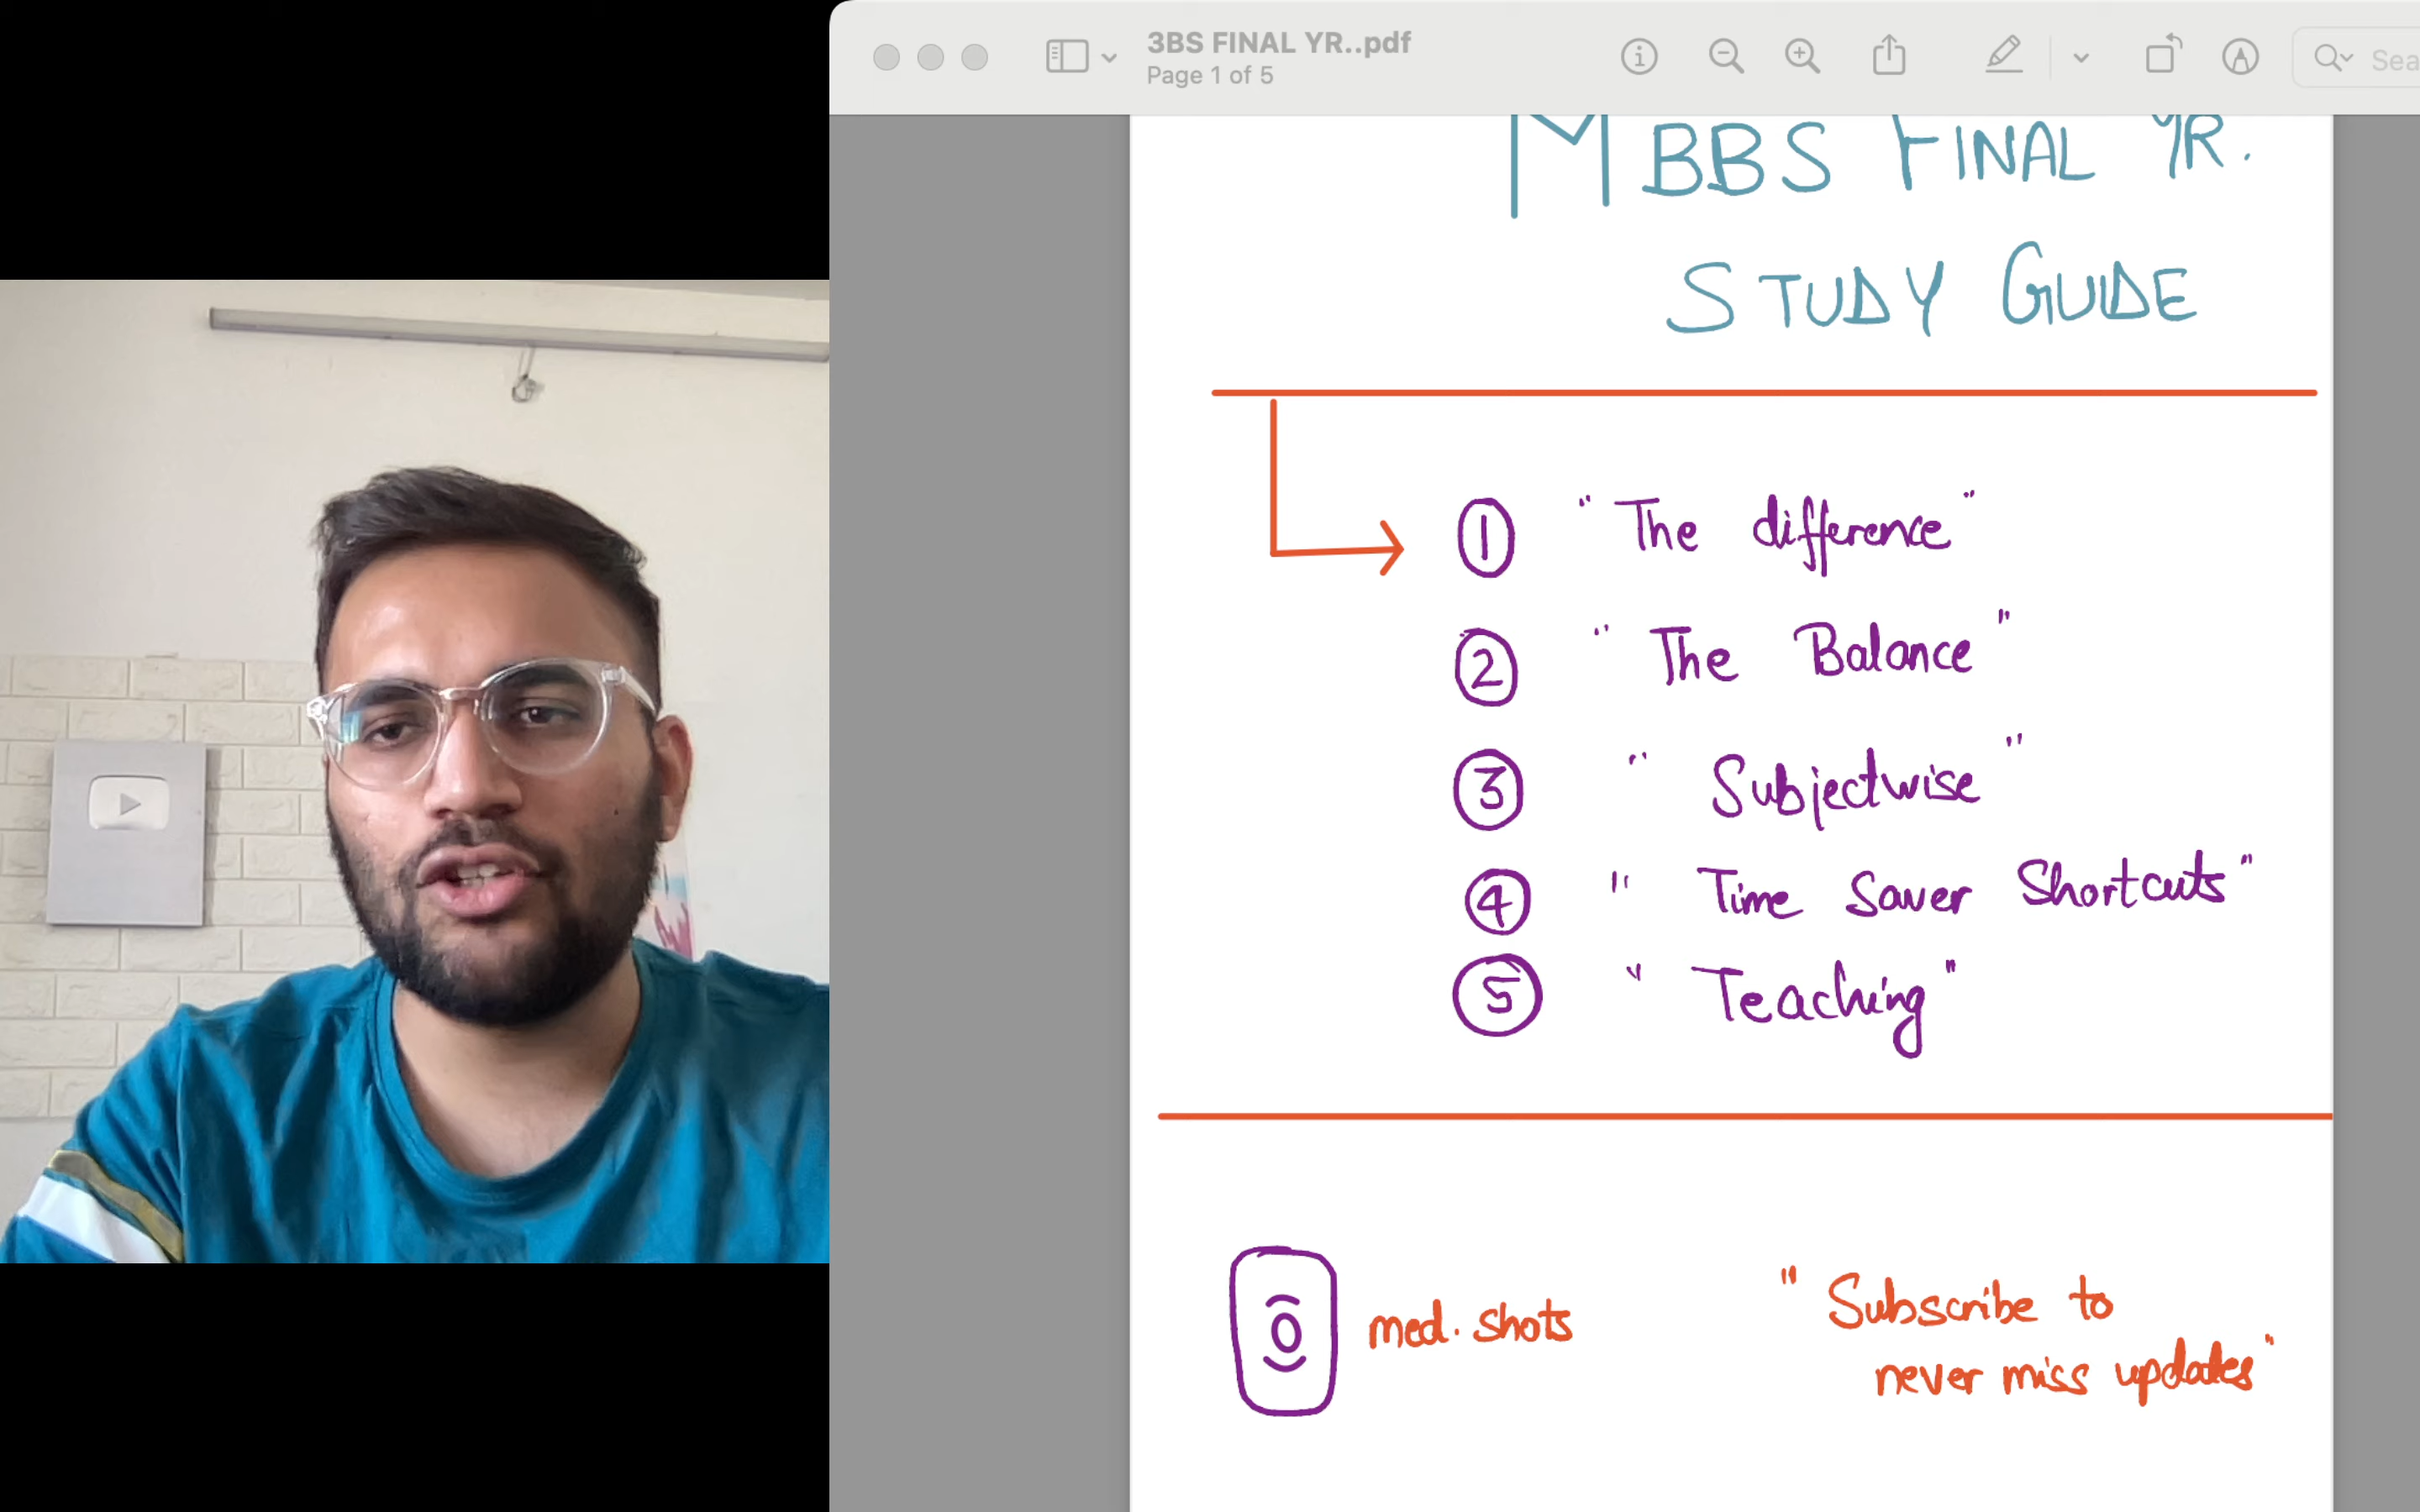 3BS FINAL YR..pdf
Page 1 of 5
Sea
MBBS FINAL YR.
STUDY GUIDE
① "The difference"
② "The Balance"
③ "Subjectwise"
④ "Time Saver Shortcuts"
⑤ "Teaching"
med. shots
"Subscribe to
never miss updates"